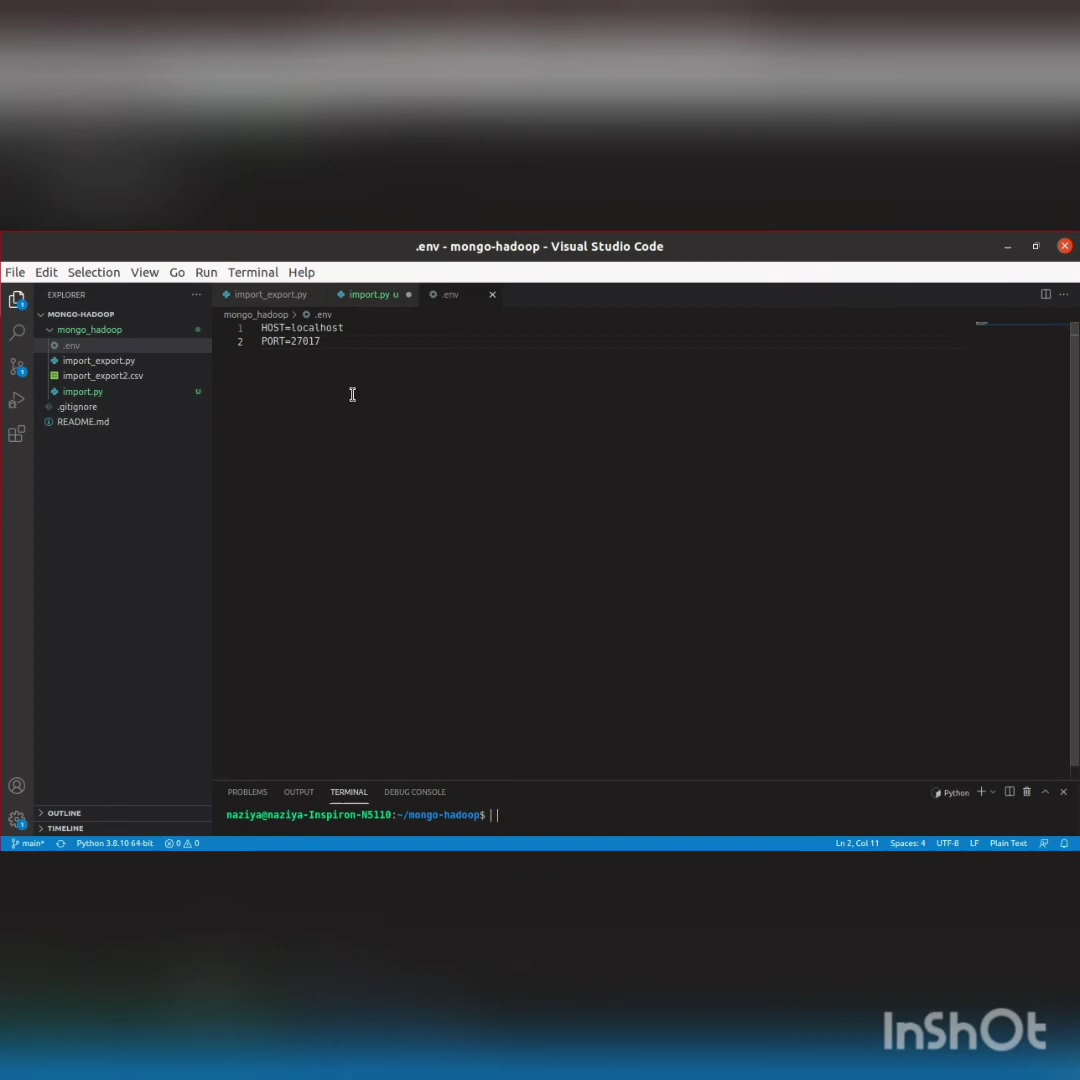 .env - mongo-hadoop - Visual Studio Code
File Edit Selection View Go Run Terminal Help
EXPLORER
MONGO-HADOOP
mongo_hadoop
.env
import_export.py
import_export2.csv
import.py U
.gitignore
README.md
OUTLINE
TIMELINE
import_export.py import.py U .env
mongo_hadoop > .env
1 HOST=localhost
2 PORT=27017
PROBLEMS OUTPUT TERMINAL DEBUG CONSOLE
Python
naziya@naziya-Inspiron-N5110:~/mongo-hadoop$
main* Python 3.8.10 64-bit 0 0 Ln 2, Col 11 Spaces: 4 UTF-8 LF Plain Text
1
1
1
InShOt